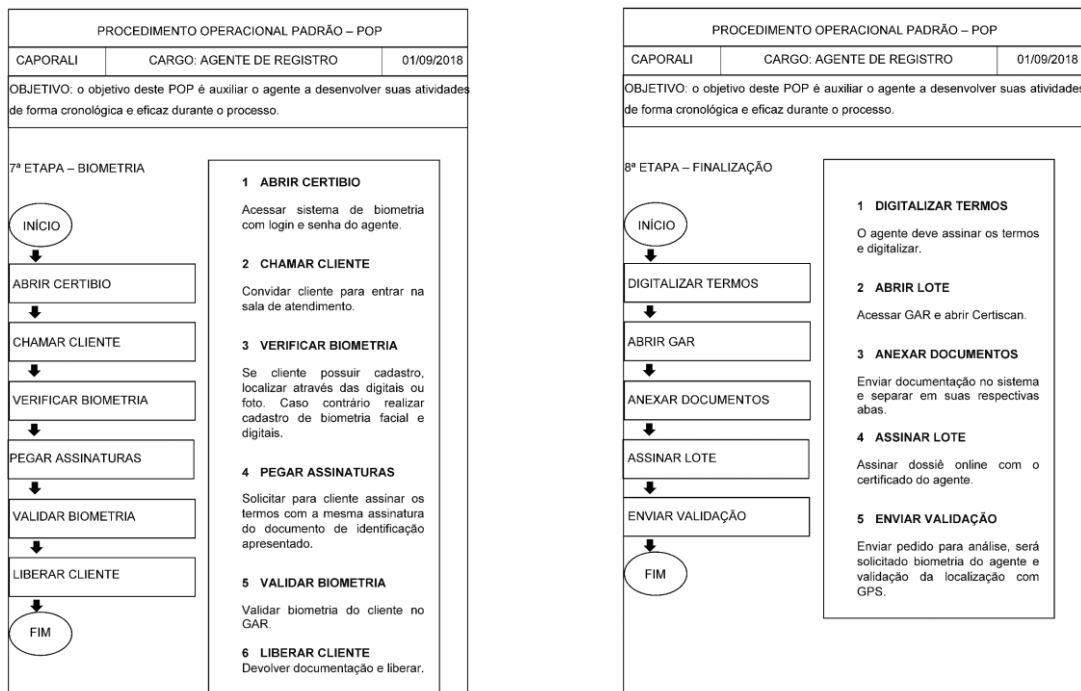 PROCEDIMENTO OPERACIONAL PADRÃO – POP
CAPORALI CARGO: AGENTE DE REGISTRO 01/09/2018
OBJETIVO: o objetivo deste POP é auxiliar o agente a desenvolver suas atividades
de forma cronológica e eficaz durante o processo.
7ª ETAPA – BIOMETRIA
INÍCIO
ABRIR CERTIBIO
CHAMAR CLIENTE
VERIFICAR BIOMETRIA
PEGAR ASSINATURAS
VALIDAR BIOMETRIA
LIBERAR CLIENTE
FIM
1 ABRIR CERTIBIO
Acessar sistema de biometria
com login e senha do agente.
2 CHAMAR CLIENTE
Convidar cliente para entrar na
sala de atendimento.
3 VERIFICAR BIOMETRIA
Se cliente possuir cadastro,
localizar através das digitais ou
foto. Caso contrário realizar
cadastro de biometria facial e
digitais.
4 PEGAR ASSINATURAS
Solicitar para cliente assinar os
termos com a mesma assinatura
do documento de identificação
apresentado.
5 VALIDAR BIOMETRIA
Validar biometria do cliente no
GAR.
6 LIBERAR CLIENTE
Devolver documentação e liberar.
PROCEDIMENTO OPERACIONAL PADRÃO – POP
CAPORALI CARGO: AGENTE DE REGISTRO 01/09/2018
OBJETIVO: o objetivo deste POP é auxiliar o agente a desenvolver suas atividades
de forma cronológica e eficaz durante o processo.
8ª ETAPA – FINALIZAÇÃO
INÍCIO
DIGITALIZAR TERMOS
ABRIR GAR
ANEXAR DOCUMENTOS
ASSINAR LOTE
ENVIAR VALIDAÇÃO
FIM
1 DIGITALIZAR TERMOS
O agente deve assinar os termos
e digitalizar.
2 ABRIR LOTE
Acessar GAR e abrir Certiscan.
3 ANEXAR DOCUMENTOS
Enviar documentação no sistema
e separar em suas respectivas
abas.
4 ASSINAR LOTE
Assinar dossiê online com o
certificado do agente.
5 ENVIAR VALIDAÇÃO
Enviar pedido para análise, será
solicitado biometria do agente e
validação da localização com
GPS.